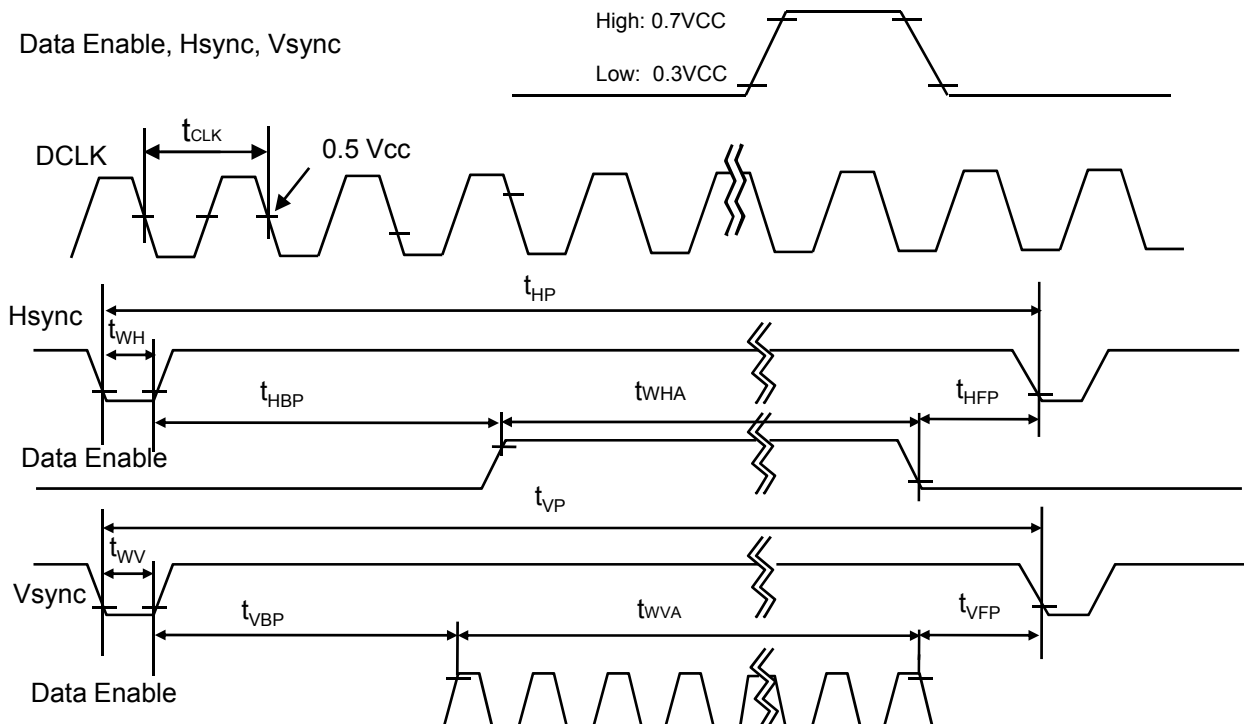 High: 0.7VCC
Data Enable, Hsync, Vsync
Low: 0.3VCC
tCLK
DCLK
0.5 Vcc
tHP
Hsync
tWH
tHBP
tWHA
tHFP
Data Enable
tVP
tWV
Vsync
tVBP
tWVA
tVFP
Data Enable